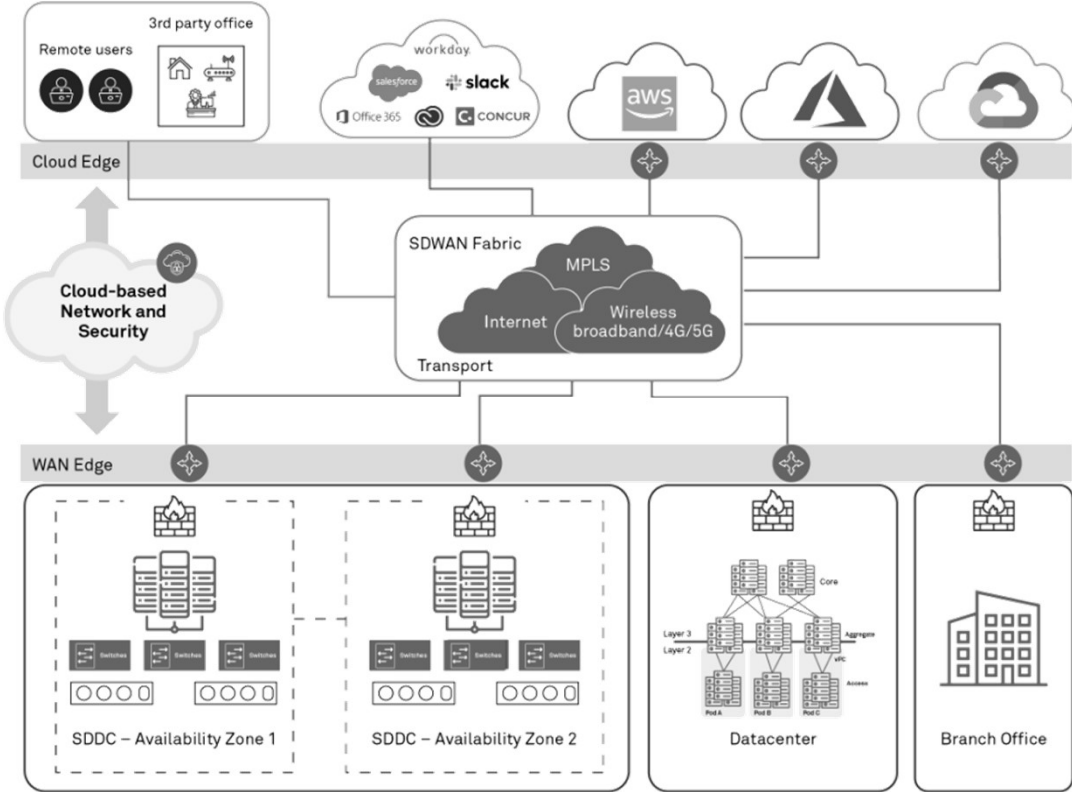 3rd party office
Remote users
workday.
salesforce
slack
Office 365
CONCUR
aws
Cloud Edge
SDWAN Fabric
MPLS
Cloud-based
Network and
Security
Internet
Wireless
broadband/4G/5G
Transport
WAN Edge
Core
Layer 3
Layer 2
Aggregate
vPC
Access
Switches
Switches
Switches
Switches
Switches
Switches
Pod A
Pod B
Pod C
SDDC – Availability Zone 1
SDDC – Availability Zone 2
Datacenter
Branch Office